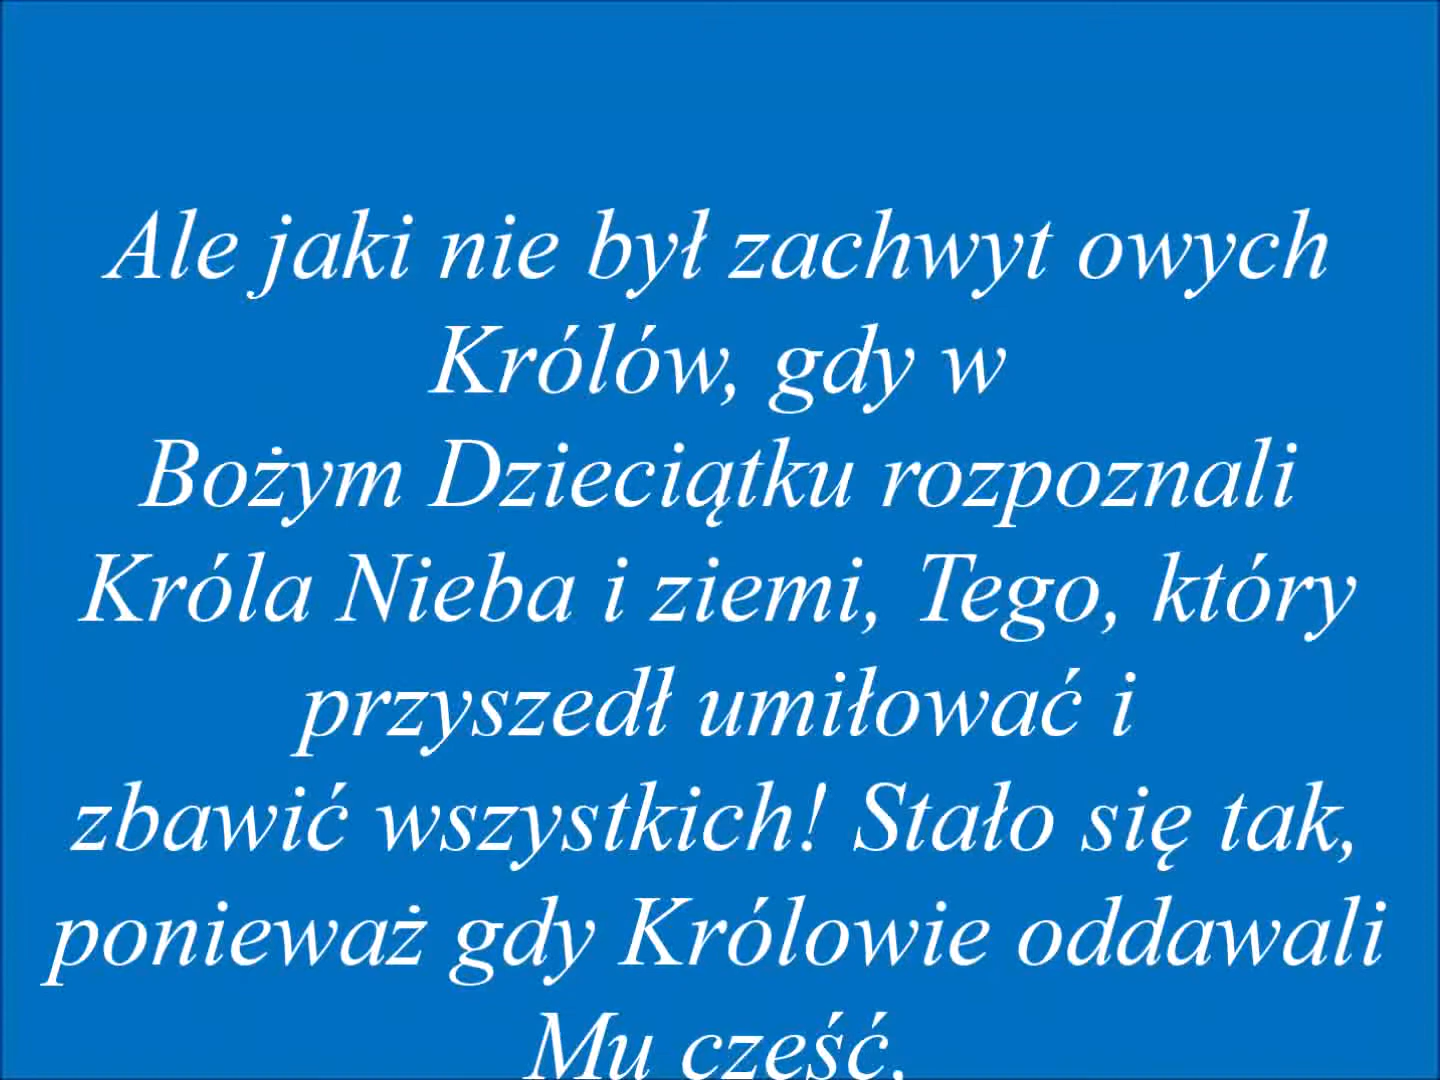 Ale jaki nie był zachwyt owych
Królów, gdy w
Bożym Dzieciątku rozpoznali
Króla Nieba i ziemi, Tego, który
przyszedł umiłować i
zbawić wszystkich! Stało się tak,
ponieważ gdy Królowie oddawali
Mu cześć,